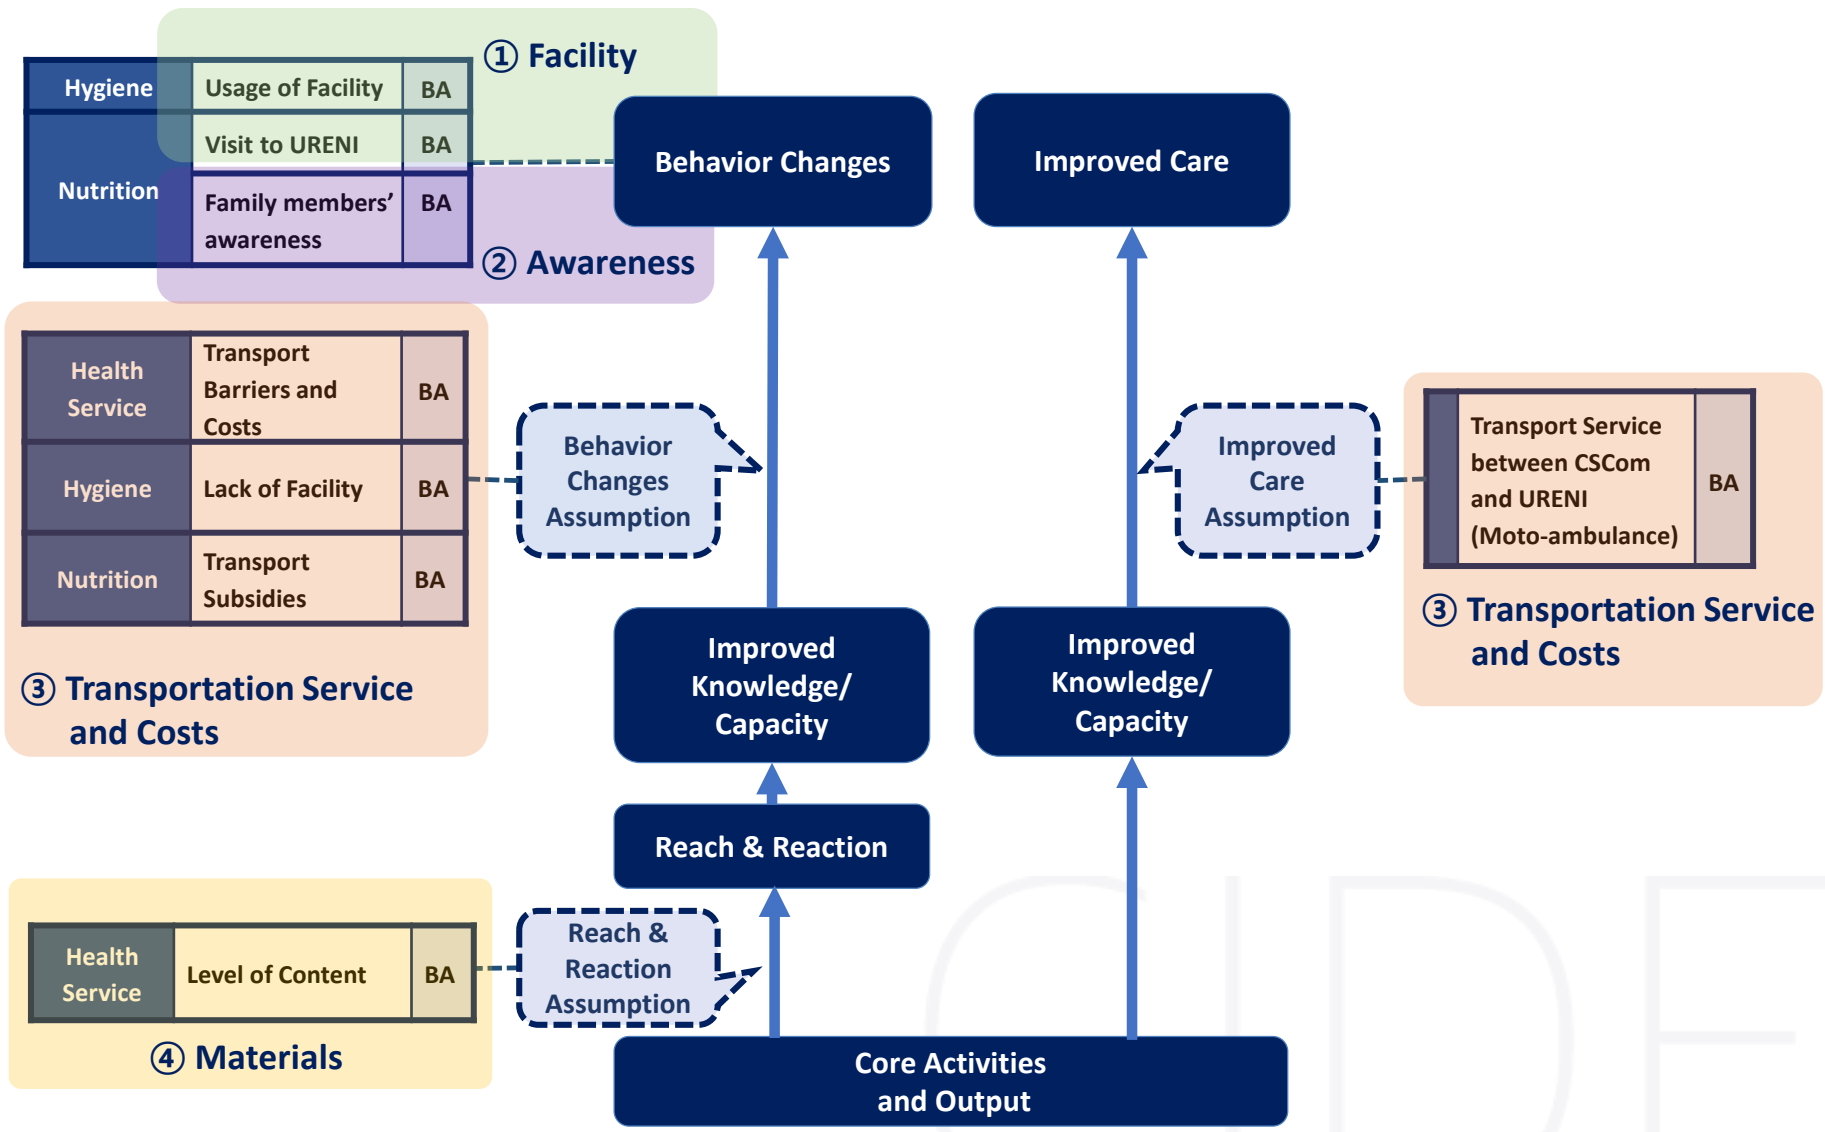 ① Facility
Hygiene
Usage of Facility
BA
Nutrition
Visit to URENI
BA
Family members’
awareness
BA
② Awareness
Behavior Changes
Improved Care
Health
Service
Transport
Barriers and
Costs
BA
Hygiene
Lack of Facility
BA
Nutrition
Transport
Subsidies
BA
③ Transportation Service
and Costs
Behavior
Changes
Assumption
Improved
Care
Assumption
Transport Service
between CSCom
and URENI
(Moto-ambulance)
BA
③ Transportation Service
and Costs
Improved
Knowledge/
Capacity
Improved
Knowledge/
Capacity
Reach & Reaction
Health
Service
Level of Content
BA
④ Materials
Reach &
Reaction
Assumption
Core Activities
and Output